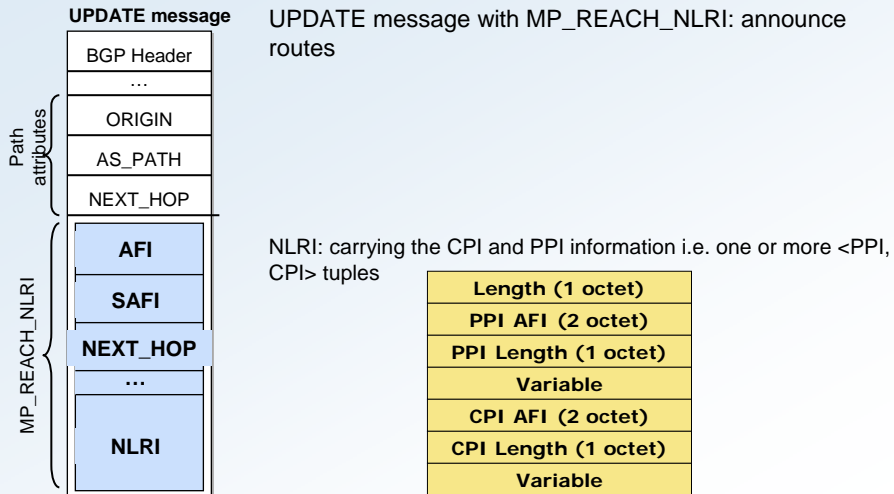 UPDATE message
UPDATE message with MP_REACH_NLRI: announce
routes
BGP Header
…
Path
attributes
ORIGIN
AS_PATH
NEXT_HOP
MP_REACH_NLRI
AFI
SAFI
NEXT_HOP
…
NLRI
NLRI: carrying the CPI and PPI information i.e. one or more <PPI,
CPI> tuples
Length (1 octet)
PPI AFI (2 octet)
PPI Length (1 octet)
Variable
CPI AFI (2 octet)
CPI Length (1 octet)
Variable